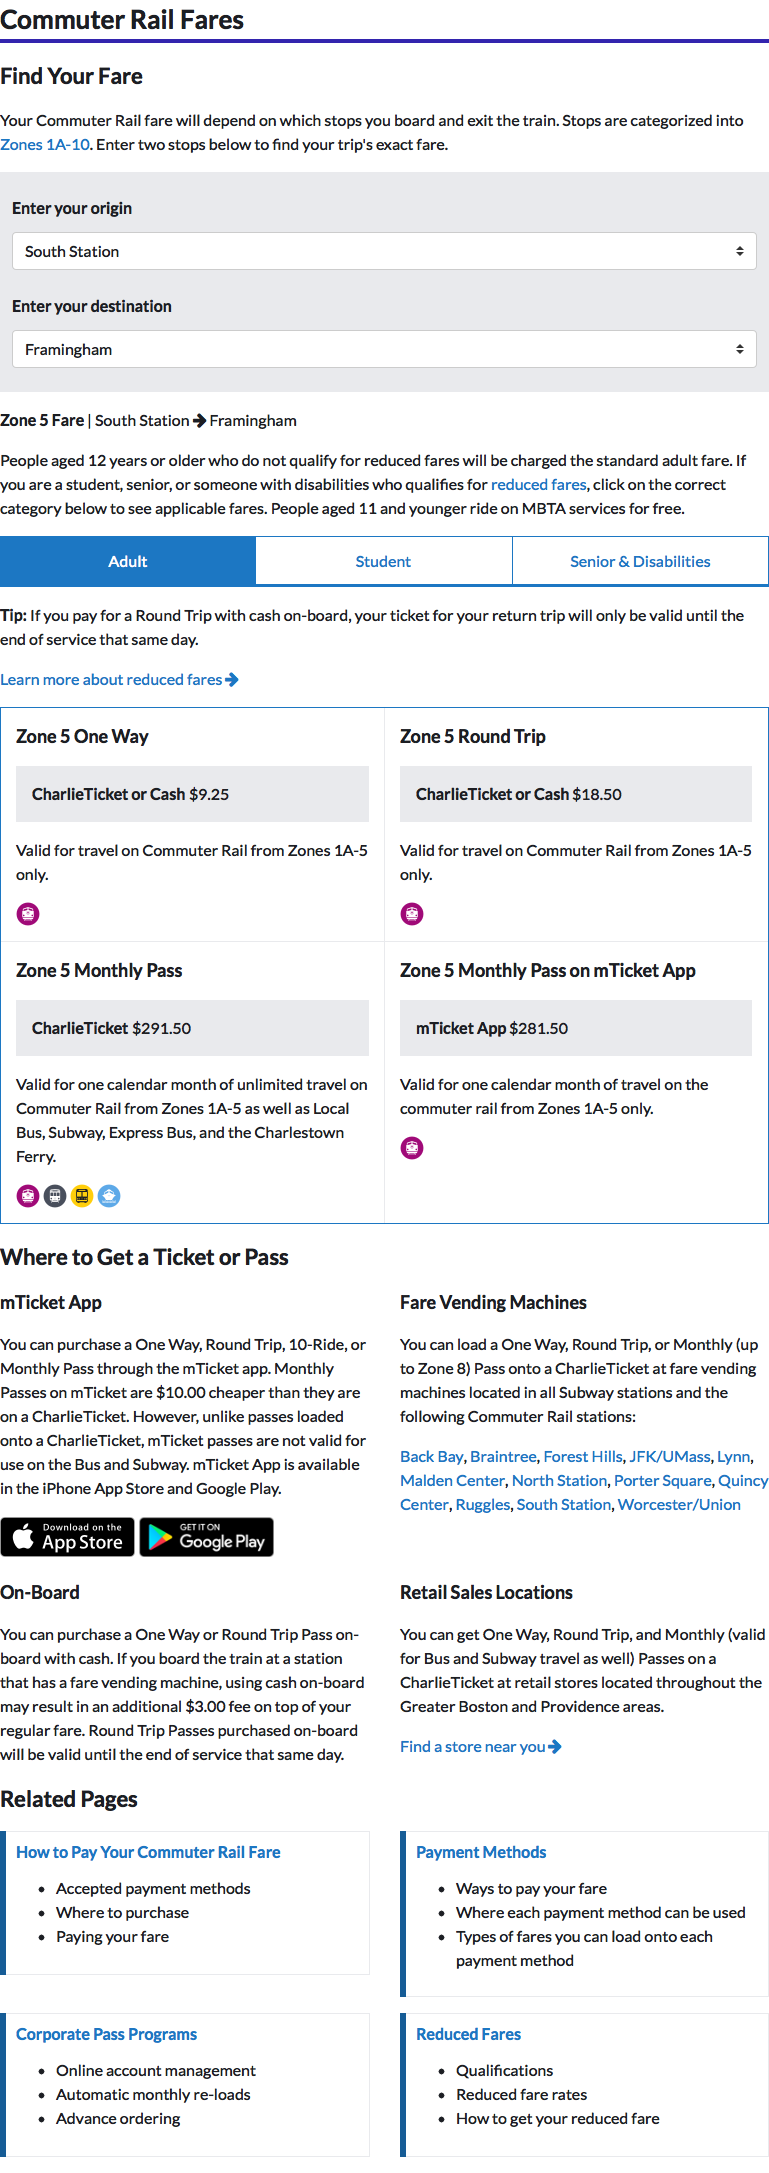 Commuter Rail Fares
Find Your Fare
Your Commuter Rail fare will depend on which stops you board and exit the train. Stops are categorized into
Zones 1A-10. Enter two stops below to find your trip's exact fare.
Enter your origin
South Station
Enter your destination
Framingham
Zone 5 Fare | South Station → Framingham
People aged 12 years or older who do not qualify for reduced fares will be charged the standard adult fare. If
you are a student, senior, or someone with disabilities who qualifies for reduced fares, click on the correct
category below to see applicable fares. People aged 11 and younger ride on MBTA services for free.
Adult
Student
Senior & Disabilities
Tip: If you pay for a Round Trip with cash on-board, your ticket for your return trip will only be valid until the
end of service that same day.
Learn more about reduced fares →
Zone 5 One Way
CharlieTicket or Cash $9.25
Valid for travel on Commuter Rail from Zones 1A-5
only.
Zone 5 Round Trip
CharlieTicket or Cash $18.50
Valid for travel on Commuter Rail from Zones 1A-5
only.
Zone 5 Monthly Pass
CharlieTicket $291.50
Valid for one calendar month of unlimited travel on
Commuter Rail from Zones 1A-5 as well as Local
Bus, Subway, Express Bus, and the Charlestown
Ferry.
Zone 5 Monthly Pass on mTicket App
mTicket App $281.50
Valid for one calendar month of travel on the
commuter rail from Zones 1A-5 only.
Where to Get a Ticket or Pass
mTicket App
You can purchase a One Way, Round Trip, 10-Ride, or
Monthly Pass through the mTicket app. Monthly
Passes on mTicket are $10.00 cheaper than they are
on a CharlieTicket. However, unlike passes loaded
onto a CharlieTicket, mTicket passes are not valid for
use on the Bus and Subway. mTicket App is available
in the iPhone App Store and Google Play.
Download on the
App Store
GET IT ON
Google Play
Fare Vending Machines
You can load a One Way, Round Trip, or Monthly (up
to Zone 8) Pass onto a CharlieTicket at fare vending
machines located in all Subway stations and the
following Commuter Rail stations:
Back Bay, Braintree, Forest Hills, JFK/UMass, Lynn,
Malden Center, North Station, Porter Square, Quincy
Center, Ruggles, South Station, Worcester/Union
On-Board
You can purchase a One Way or Round Trip Pass on-
board with cash. If you board the train at a station
that has a fare vending machine, using cash on-board
may result in an additional $3.00 fee on top of your
regular fare. Round Trip Passes purchased on-board
will be valid until the end of service that same day.
Retail Sales Locations
You can get One Way, Round Trip, and Monthly (valid
for Bus and Subway travel as well) Passes on a
CharlieTicket at retail stores located throughout the
Greater Boston and Providence areas.
Find a store near you →
Related Pages
How to Pay Your Commuter Rail Fare
• Accepted payment methods
• Where to purchase
• Paying your fare
Payment Methods
• Ways to pay your fare
• Where each payment method can be used
• Types of fares you can load onto each
payment method
Corporate Pass Programs
• Online account management
• Automatic monthly re-loads
• Advance ordering
Reduced Fares
• Qualifications
• Reduced fare rates
• How to get your reduced fare